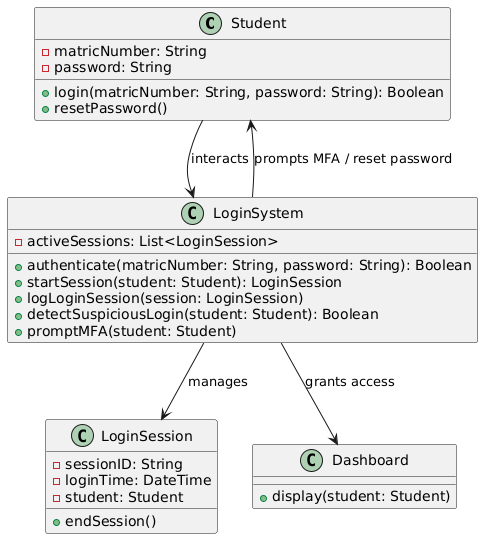 C Student
matricNumber: String
password: String
login(matricNumber: String, password: String): Boolean
resetPassword()
interacts
prompts MFA / reset password
C LoginSystem
activeSessions: List<LoginSession>
authenticate(matricNumber: String, password: String): Boolean
startSession(student: Student): LoginSession
logLoginSession(session: LoginSession)
detectSuspiciousLogin(student: Student): Boolean
promptMFA(student: Student)
manages
grants access
C LoginSession
sessionID: String
loginTime: DateTime
student: Student
endSession()
C Dashboard
display(student: Student)